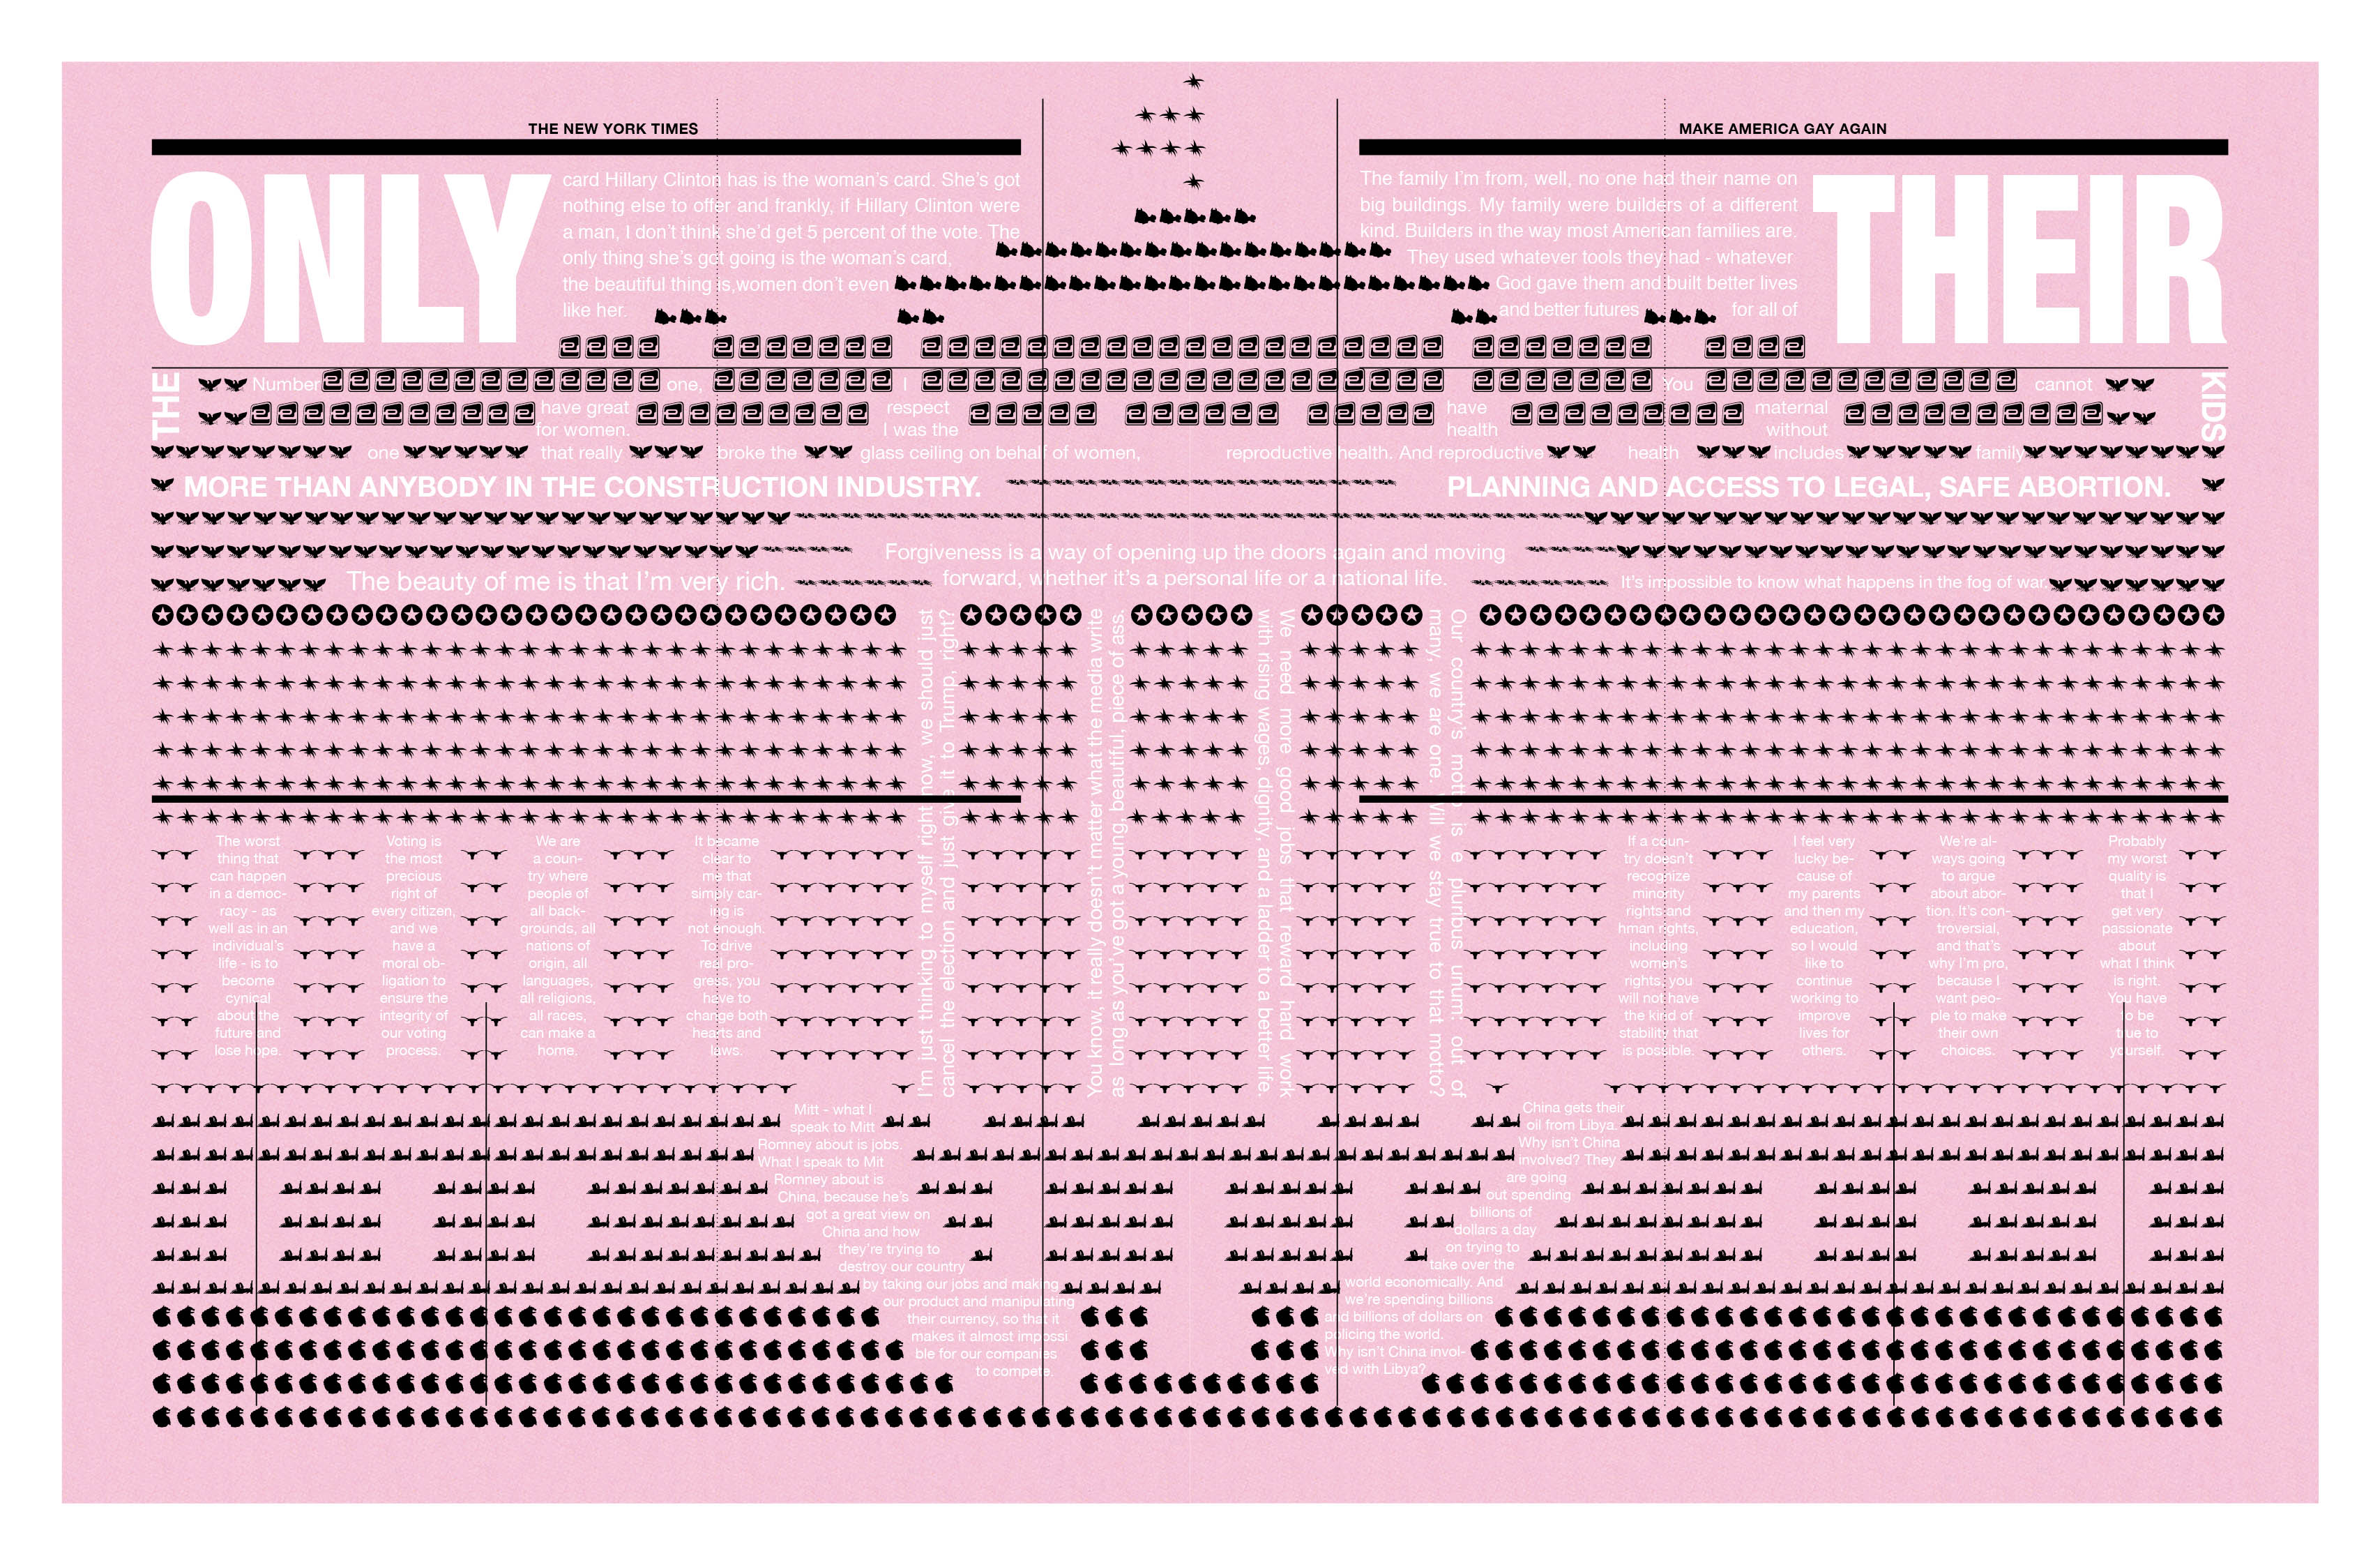 THE NEW YORK TIMES
MAKE AMERICA GAY AGAIN
ONLY
card Hillary Clinton has is the woman's card. She's got
nothing else to offer and frankly, if Hillary Clinton were
a man, I don't think she'd get 5 percent of the vote. The
only thing she's got going is the woman's card,
the beautiful thing is,women don't even
like her.
The family I'm from, well, no one had their name on
big buildings. My family were builders of a different
kind. Builders in the way most American families are.
They used whatever tools they had - whatever
God gave them and built better lives
and better futures for all of
THEIR
THE
Number one, I
have great respect
for women. I was the
one that really broke the glass ceiling on behalf of women,
MORE THAN ANYBODY IN THE CONSTRUCTION INDUSTRY.
KIDS
You cannot
have maternal
health without
reproductive health. And reproductive health includes family
PLANNING AND ACCESS TO LEGAL, SAFE ABORTION.
Forgiveness is a way of opening up the doors again and moving
forward, whether it's a personal life or a national life.
The beauty of me is that I'm very rich.
It's impossible to know what happens in the fog of war.
I'm just thinking to myself right now, we should just
cancel the election and just give it to Trump, right?
You know, it really doesn't matter what the media write
as long as you've got a young, beautiful, piece of ass.
We need more good jobs that reward hard work
with rising wages, dignity, and a ladder to a better life.
Our country's motto is e pluribus unum: out of
many, we are one. Will we stay true to that motto?
The worst
thing that
can happen
in a democ-
racy - as
well as in an
individual's
life - is to
become
cynical
about the
future and
lose hope.
Voting is
the most
precious
right of
every citizen,
and we
have a
moral ob-
ligation to
ensure the
integrity of
our voting
process.
We are
a coun-
try where
people of
all back-
grounds, all
nations of
origin, all
languages,
all religions,
all races,
can make a
home.
It became
clear to
me that
simply car-
ing is
not enough.
To drive
real pro-
gress, you
have to
change both
hearts and
laws.
If a coun-
try doesn't
recognize
minority
rights and
hman rights,
including
women's
rights, you
will not have
the kind of
stability that
is possible.
I feel very
lucky be-
cause of
my parents
and then my
education,
so I would
like to
continue
working to
improve
lives for
others.
We're al-
ways going
to argue
about abor-
tion. It's con-
troversial,
and that's
why I'm pro,
because I
want peo-
ple to make
their own
choices.
Probably
my worst
quality is
that I
get very
passionate
about
what I think
is right.
You have
to be
true to
yourself.
Mitt - what I
speak to Mitt
Romney about is jobs.
What I speak to Mit
Romney about is
China, because he's
got a great view on
China and how
they're trying to
destroy our country
by taking our jobs and making
our product and manipulating
their currency, so that it
makes it almost impossi
ble for our companies
to compete.
China gets their
oil from Libya.
Why isn't China
involved? They
are going
out spending
billions of
dollars a day
on trying to
take over the
world economically. And
we're spending billions
and billions of dollars on
policing the world.
Why isn't China invol-
ved with Libya?